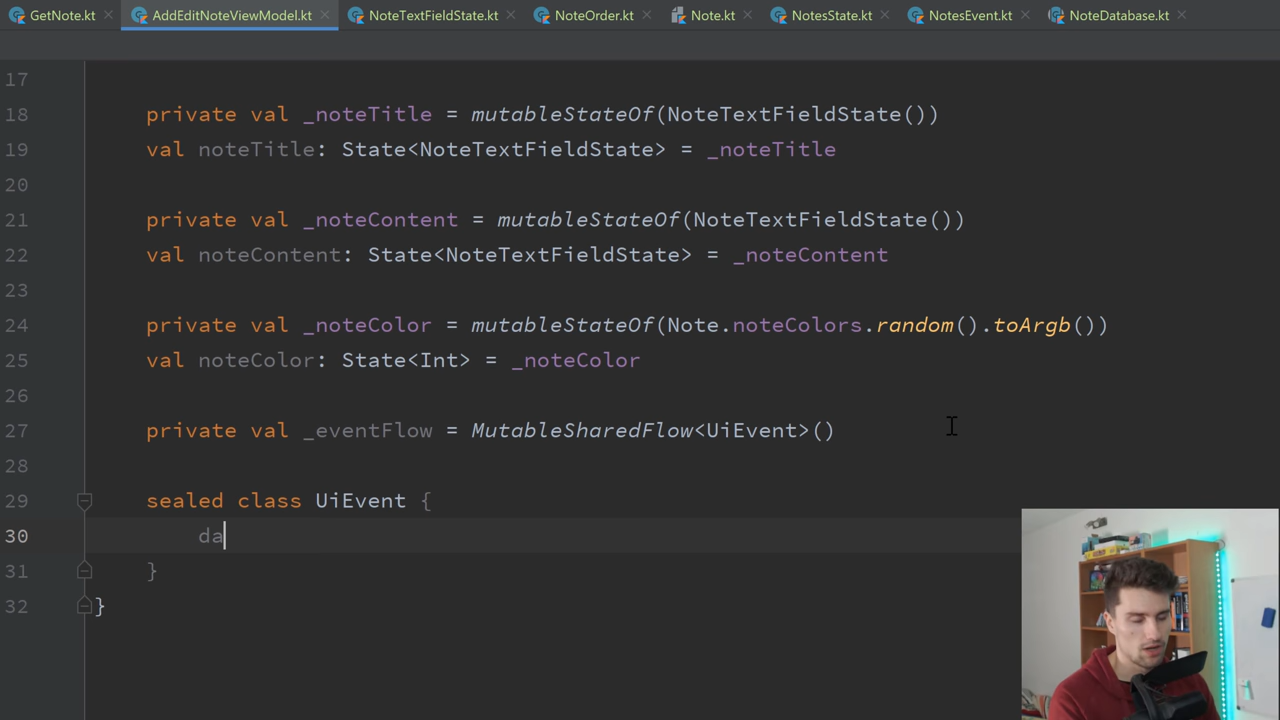 GetNote.kt AddEditNoteViewModel.kt NoteTextFieldState.kt NoteOrder.kt Note.kt NotesState.kt NotesEvent.kt NoteDatabase.kt
17
18 private val _noteTitle = mutableStateOf(NoteTextFieldState())
19 val noteTitle: State<NoteTextFieldState> = _noteTitle
20
21 private val _noteContent = mutableStateOf(NoteTextFieldState())
22 val noteContent: State<NoteTextFieldState> = _noteContent
23
24 private val _noteColor = mutableStateOf(Note.noteColors.random().toArgb())
25 val noteColor: State<Int> = _noteColor
26
27 private val _eventFlow = MutableSharedFlow<UiEvent>()
28
29 sealed class UiEvent {
30 da
31 }
32 }